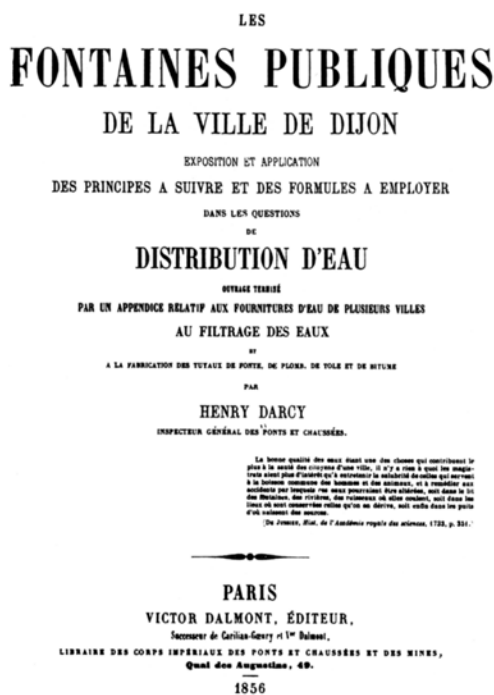 LES
FONTAINES PUBLIQUES
DE LA VILLE DE DIJON
EXPOSITION ET APPLICATION
DES PRINCIPES A SUIVRE ET DES FORMULES A EMPLOYER
DANS LES QUESTIONS
DE
DISTRIBUTION D'EAU
OUVRAGE TERMINÉ
PAR UN APPENDICE RELATIF AUX FOURNITURES D'EAU DE PLUSIEURS VILLES
AU FILTRAGE DES EAUX
ET
A LA FABRICATION DES TUYAUX DE FONTE, DE PLOMB, DE TOLE ET DE BITUME
PAR
HENRY DARCY
INSPECTEUR GÉNÉRAL DES PONTS ET CHAUSSÉES.
La bonne qualité des eaux étant une des choses qui contribuent le
plus à la santé des citoyens d'une ville, il n'y a rien à quoi les magis-
trats aient plus d'intérêt qu'à entretenir la salubrité de celles qui servent
à la boisson commune des hommes et des animaux, et à remédier aux
accidents par lesquels ces eaux pourraient être altérées, soit dans le lit
des fontaines, des rivières, des ruisseaux où elles coulent, soit dans les
lieux où sont conservées celles qu'on en dérive, soit enfin dans les puits
d'où naissent des sources.
(De Jussieu, Hist. de l'Académie royale des sciences, 1733, p. 351.)
PARIS
VICTOR DALMONT, ÉDITEUR,
Successeur de Carilian-Gœury et Vor Dalmont,
LIBRAIRE DES CORPS IMPÉRIAUX DES PONTS ET CHAUSSÉES ET DES MINES,
Quai des Augustins, 49.
1856